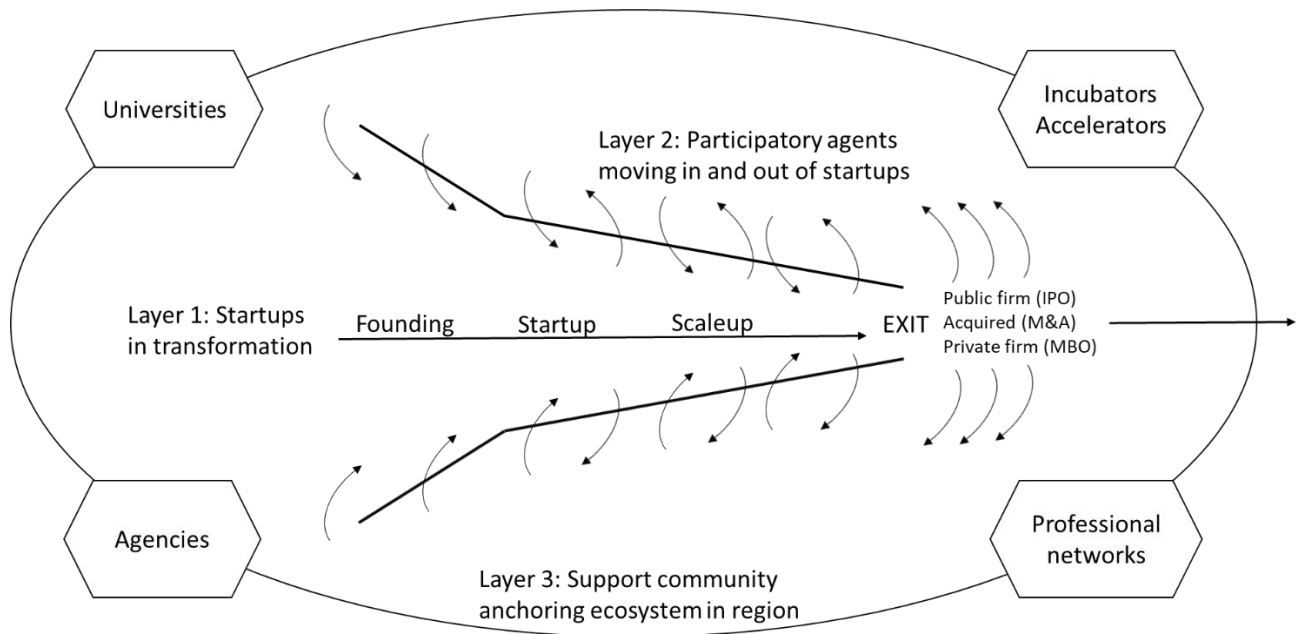 Universities
Incubators
Accelerators
Layer 2: Participatory agents
moving in and out of startups
Layer 1: Startups
in transformation
Founding
Startup
Scaleup
EXIT
Public firm (IPO)
Acquired (M&A)
Private firm (MBO)
Agencies
Professional
networks
Layer 3: Support community
anchoring ecosystem in region